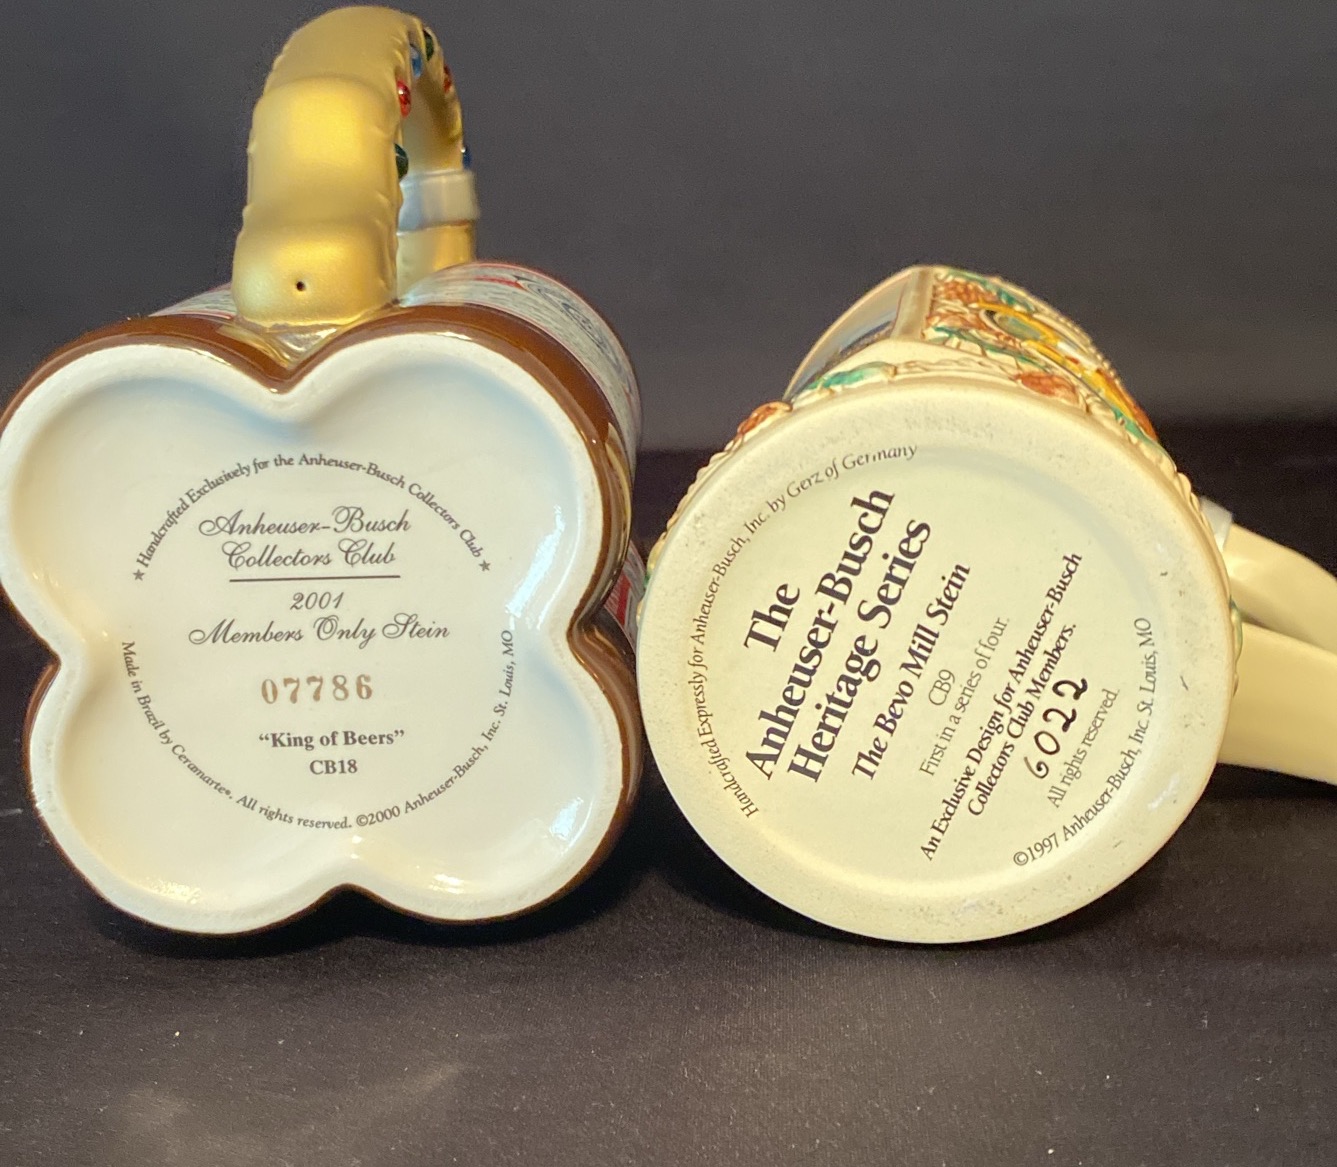 ★ Handcrafted Exclusively for the Anheuser-Busch Collectors Club ★
Anheuser-Busch
Collectors Club
2001
Members Only Stein
07786
"King of Beers"
CB18
Made in Brazil by Ceramarte®. All rights reserved. ©2000 Anheuser-Busch, Inc. St. Louis, MO
Handcrafted Expressly for Anheuser-Busch, Inc. by Gerz of Germany
The
Anheuser-Busch
Heritage Series
The Bevo Mill Stein
CB9
First in a series of four.
An Exclusive Design for Anheuser-Busch
Collectors Club Members.
6022
All rights reserved.
©1997 Anheuser-Busch, Inc. St. Louis, MO